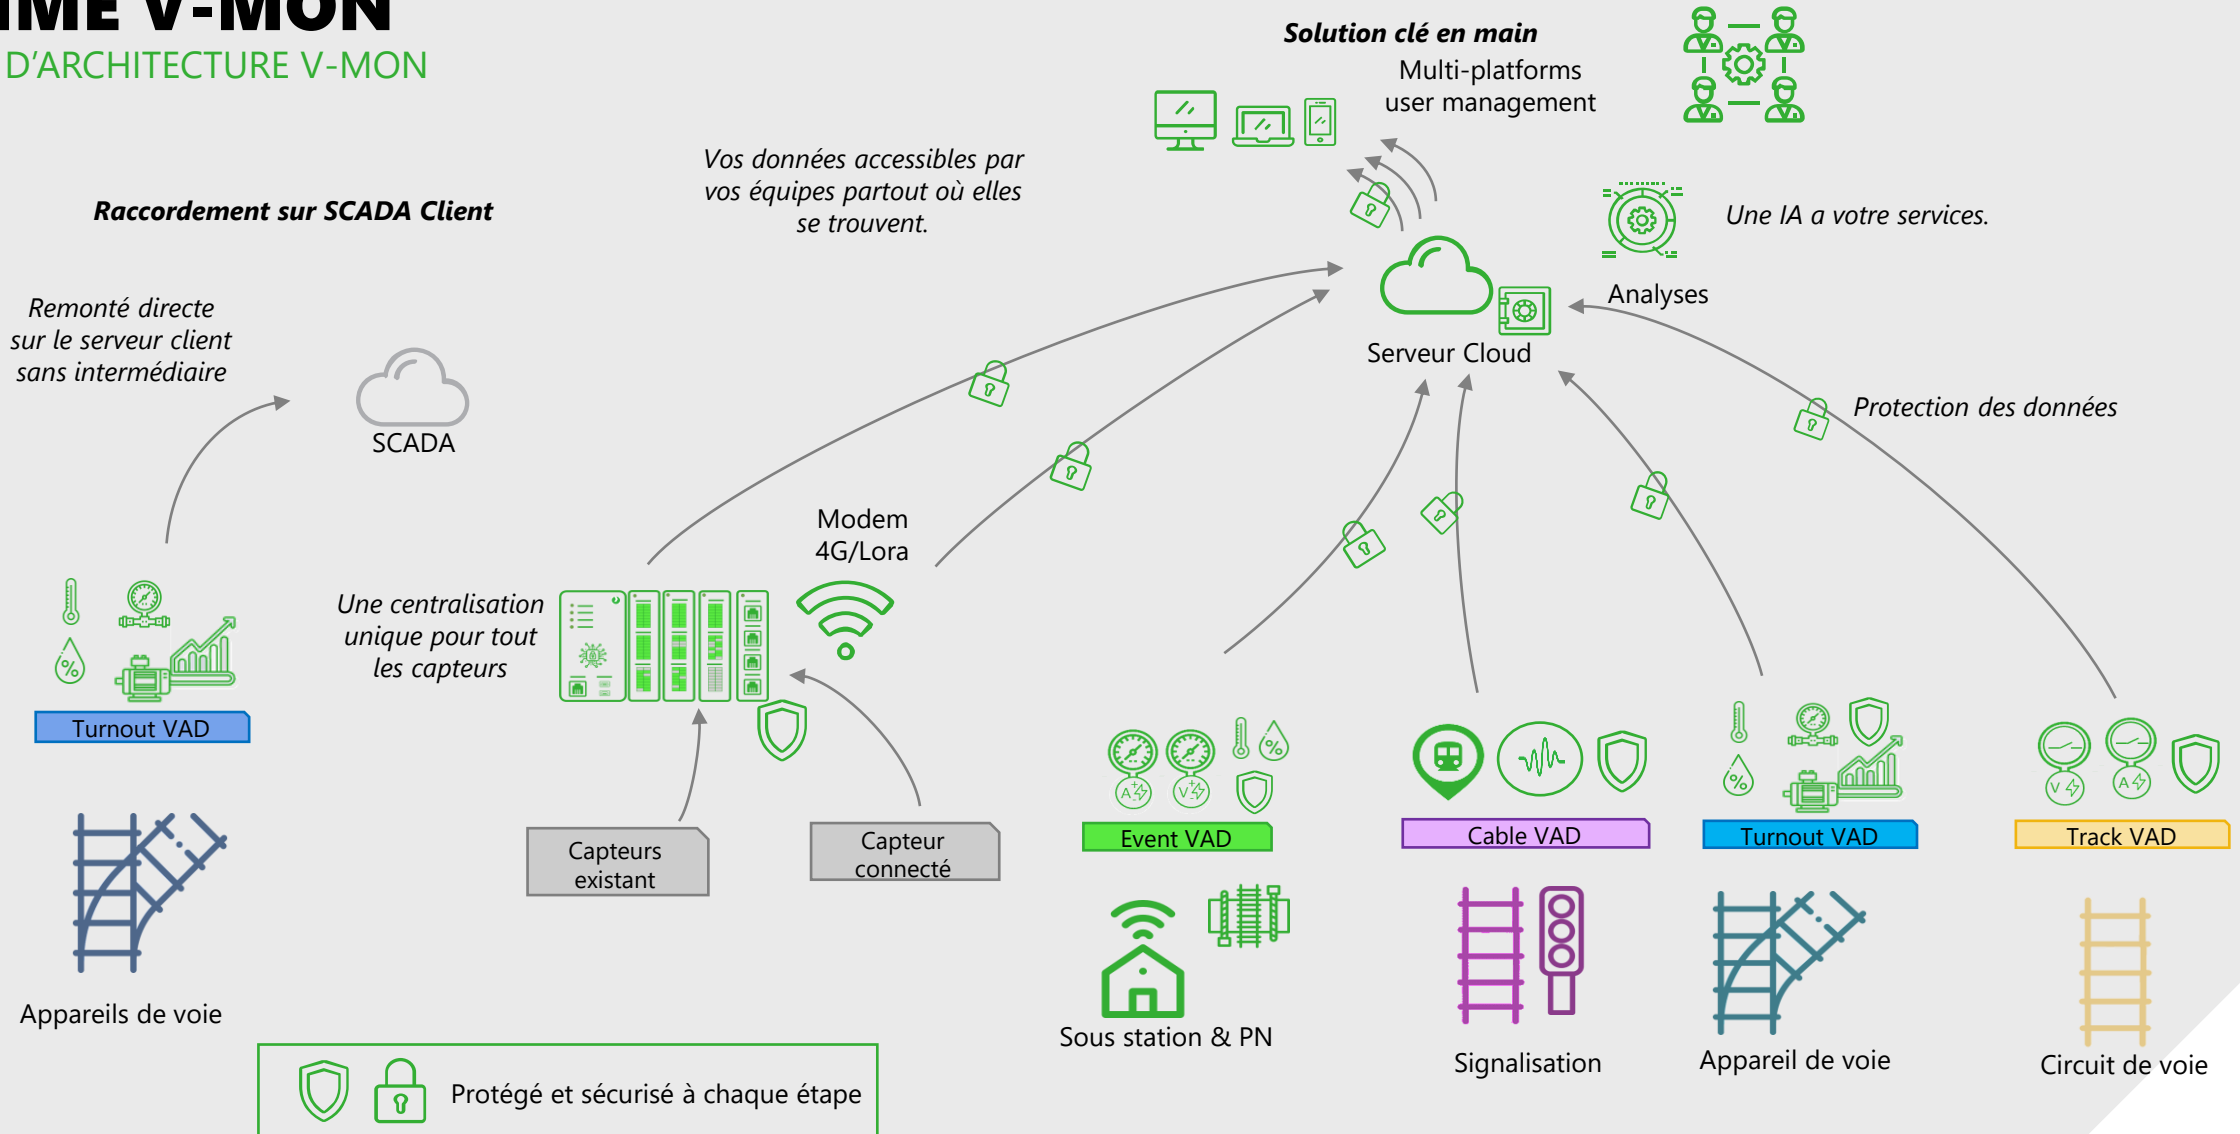 IME V-MON
D'ARCHITECTURE V-MON
Solution clé en main
Multi-platforms
user management
Vos données accessibles par
vos équipes partout où elles
se trouvent.
Raccordement sur SCADA Client
Une IA a votre services.
Remonté directe
sur le serveur client
sans intermédiaire
Analyses
Serveur Cloud
SCADA
Protection des données
Modem
4G/Lora
Une centralisation
unique pour tout
les capteurs
%
Turnout VAD
Capteurs
existant
Capteur
connecté
A
V
%
Event VAD
Cable VAD
%
Turnout VAD
V
A
Track VAD
Appareils de voie
Sous station & PN
Signalisation
Appareil de voie
Circuit de voie
Protégé et sécurisé à chaque étape